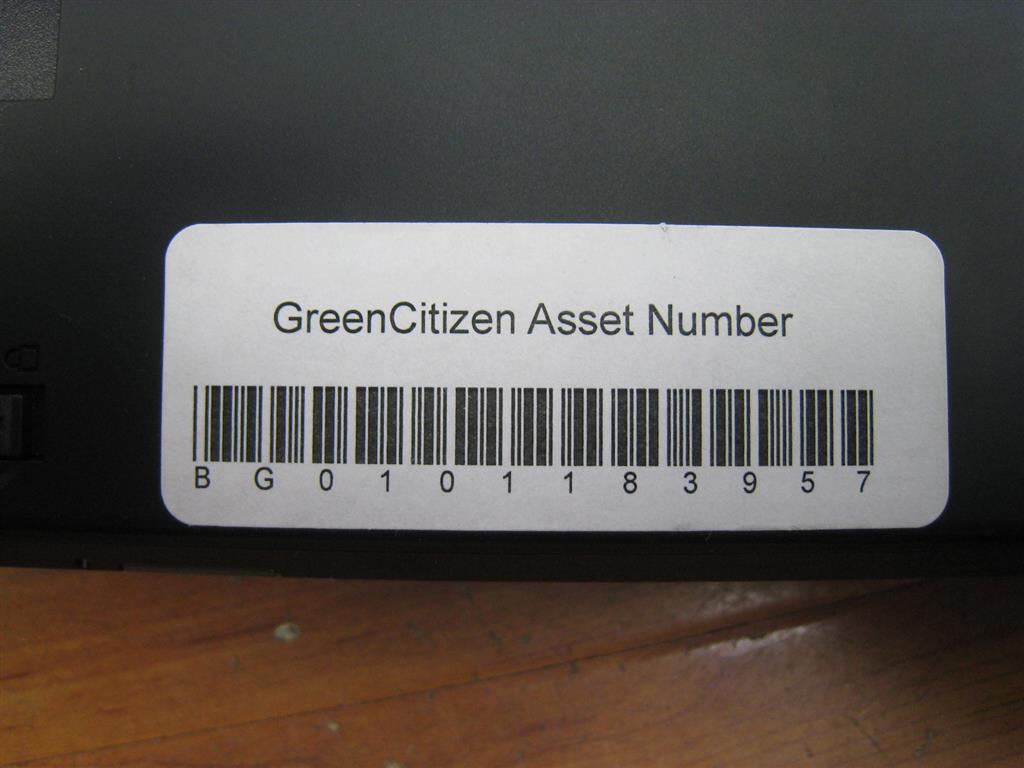 GreenCitizen Asset Number
B G 0 1 0 1 1 8 3 9 5 7